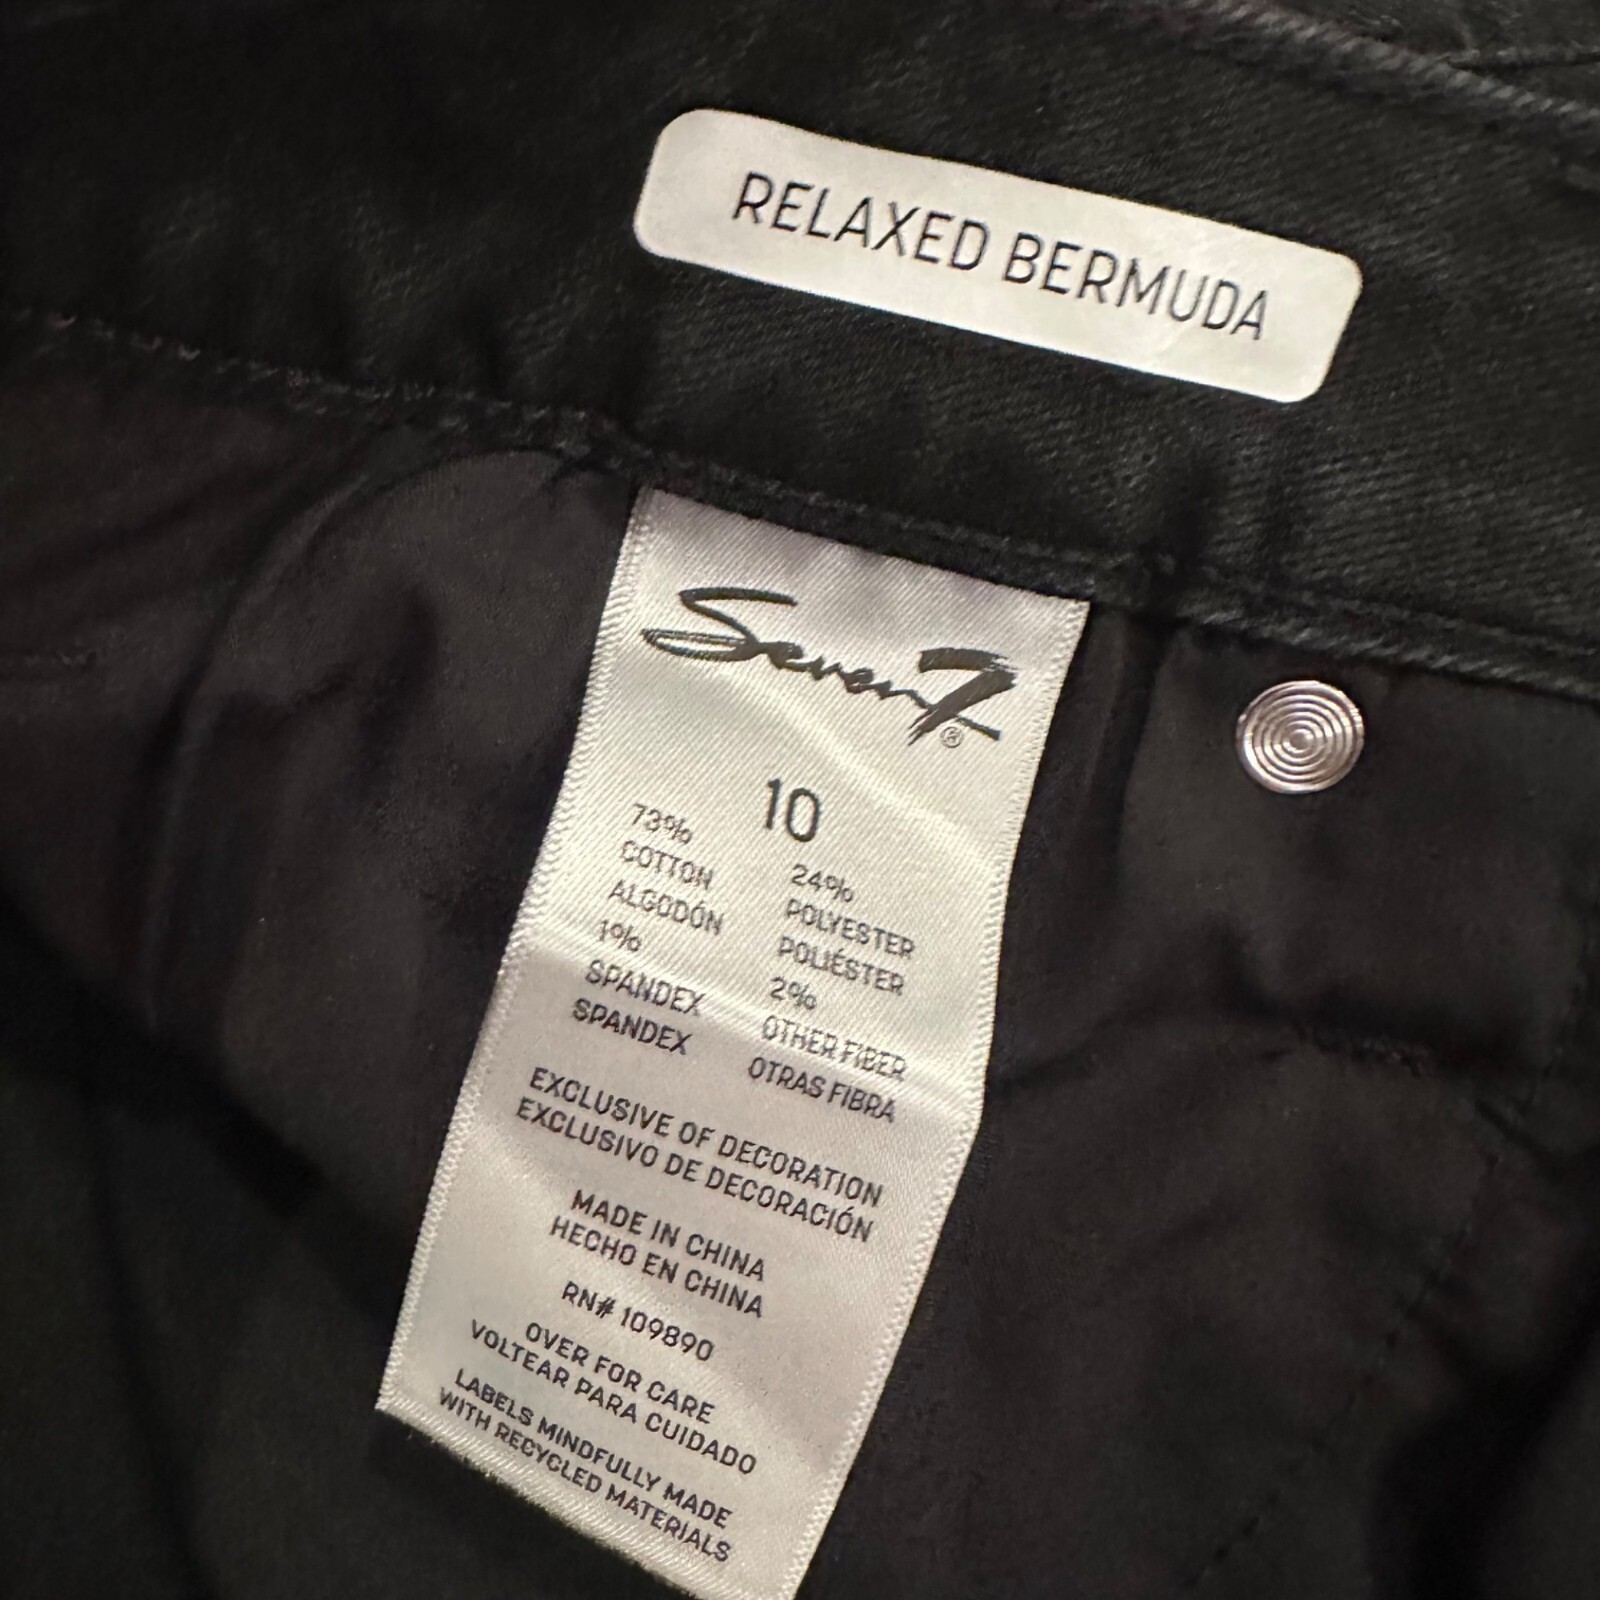 RELAXED BERMUDA
Seven7®
10
73%
COTTON
ALGODÓN
1%
SPANDEX
SPANDEX
24%
POLYESTER
POLIÉSTER
2%
OTHER FIBER
OTRAS FIBRA
EXCLUSIVE OF DECORATION
EXCLUSIVO DE DECORACIÓN
MADE IN CHINA
HECHO EN CHINA
RN# 109890
OVER FOR CARE
VOLTEAR PARA CUIDADO
LABELS MINDFULLY MADE
WITH RECYCLED MATERIALS